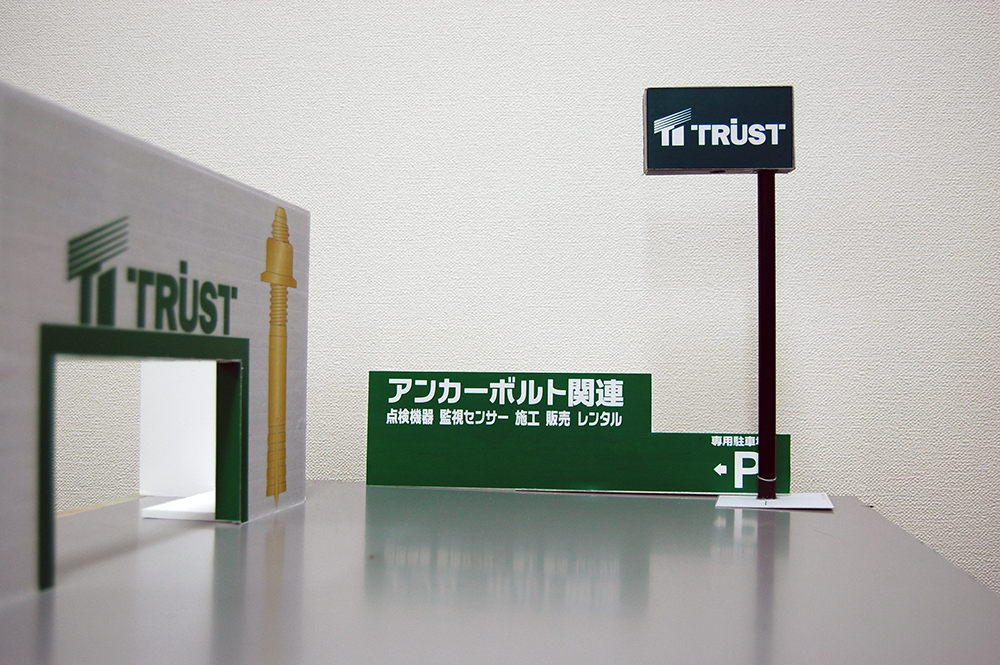 TRUST
TRUST
アンカーボルト関連
点検機器 監視センサー 施工 販売 レンタル
専用駐車
←P